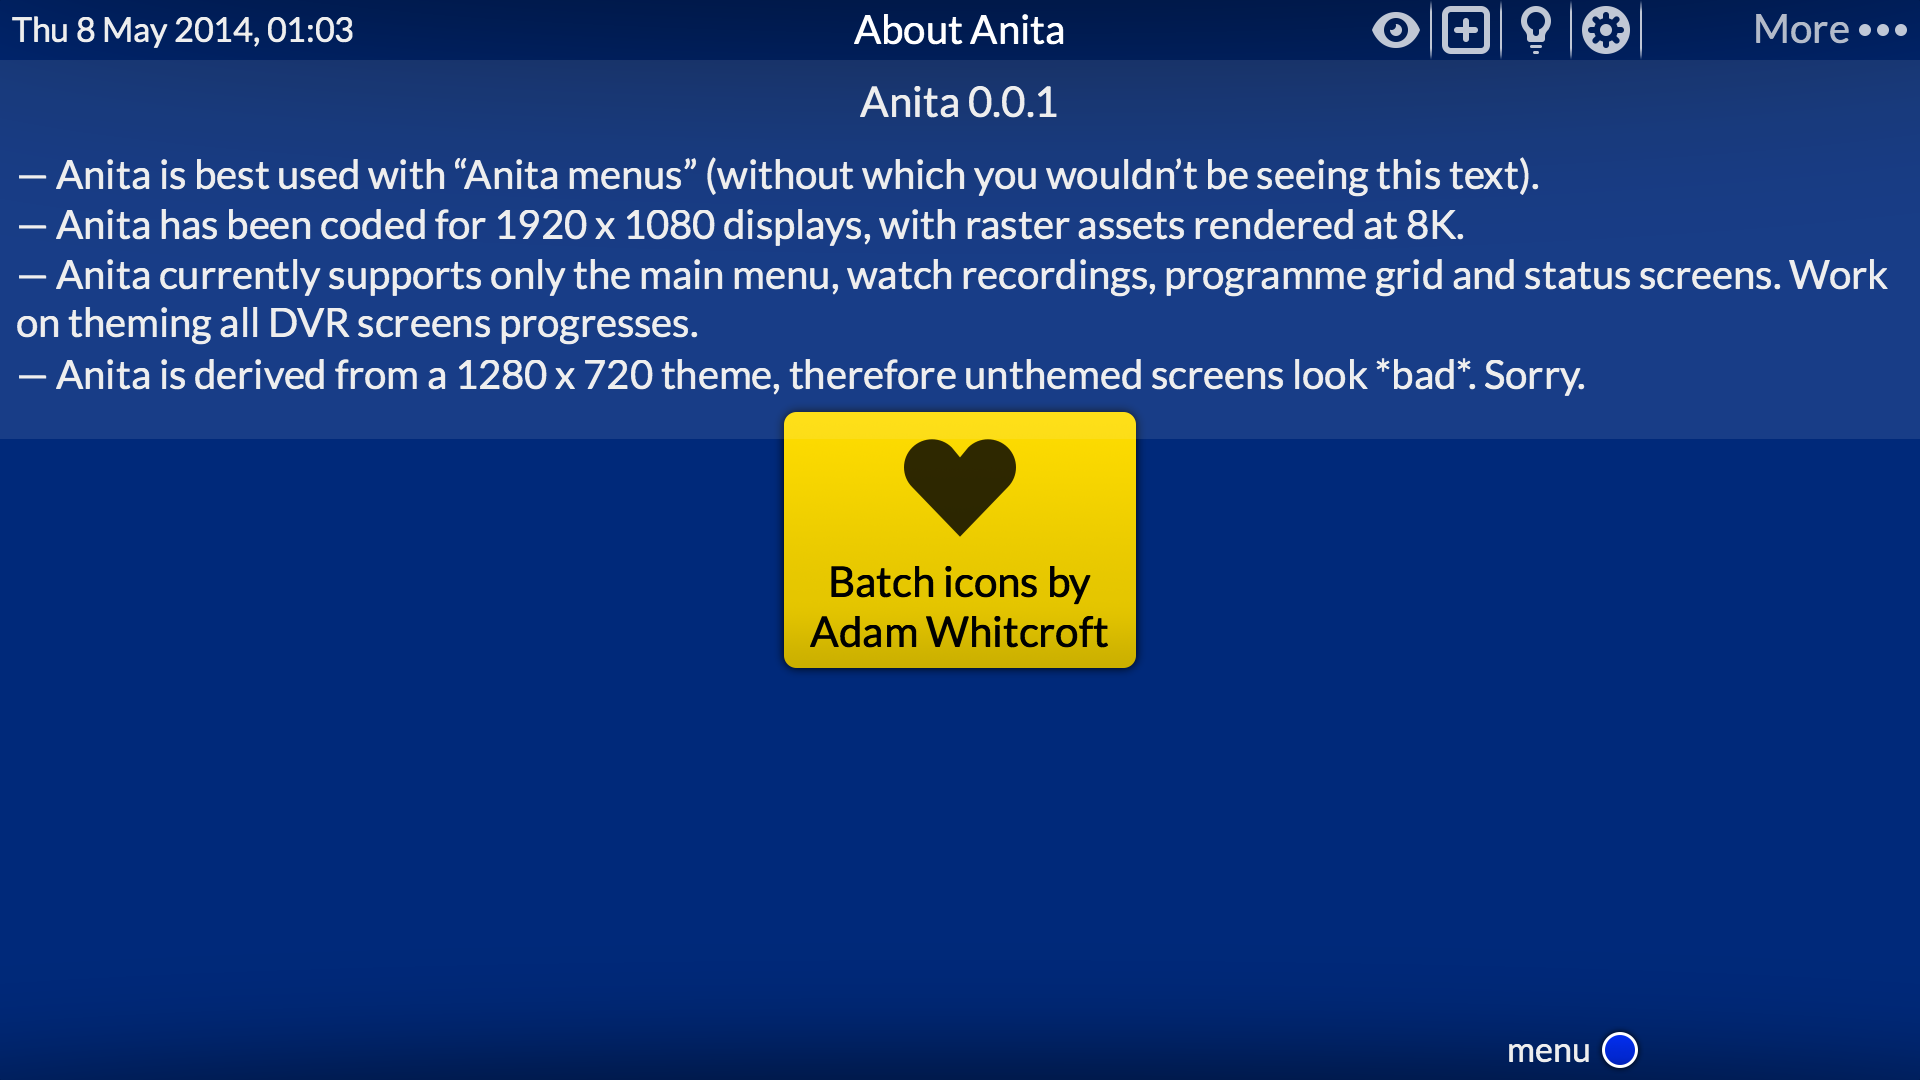 Thu 8 May 2014, 01:03
About Anita
More •••
Anita 0.0.1
— Anita is best used with “Anita menus” (without which you wouldn’t be seeing this text).
— Anita has been coded for 1920 x 1080 displays, with raster assets rendered at 8K.
— Anita currently supports only the main menu, watch recordings, programme grid and status screens. Work
on theming all DVR screens progresses.
— Anita is derived from a 1280 x 720 theme, therefore unthemed screens look *bad*. Sorry.
Batch icons by
Adam Whitcroft
menu